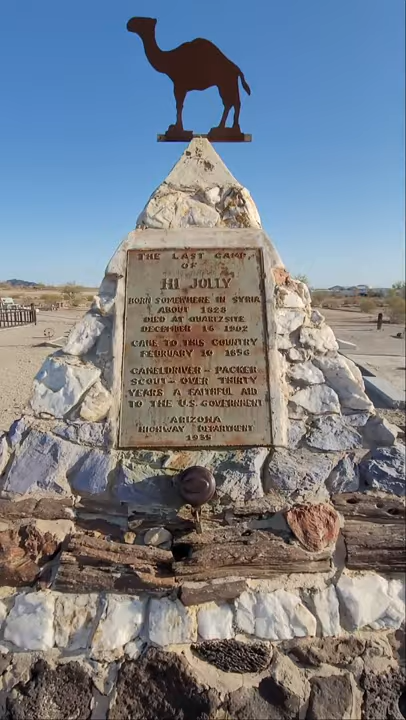 THE LAST CAMP
OF
HI JOLLY
BORN SOMEWHERE IN SYRIA
ABOUT 1828
DIED AT QUARTZSITE
DECEMBER 16 1902
CAME TO THIS COUNTRY
FEBRUARY 10 1856
CAMELDRIVER - PACKER
SCOUT - OVER THIRTY
YEARS A FAITHFUL AID
TO THE U.S. GOVERNMENT
ARIZONA
HIGHWAY DEPARTMENT
1935